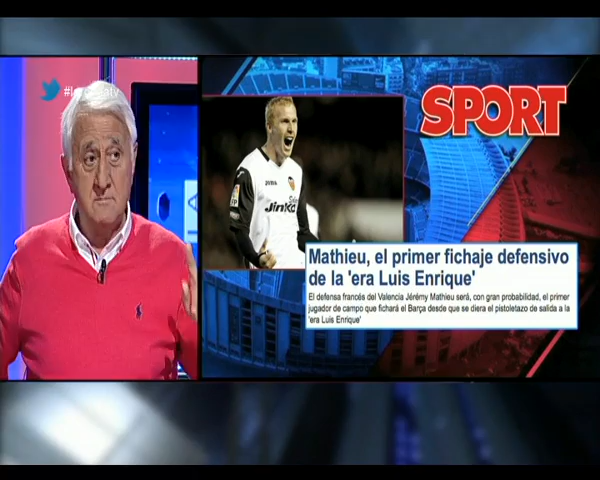 SPORT
JOMA
Jinko
Mathieu, el primer fichaje defensivo
de la 'era Luis Enrique'
El defensa francés del Valencia Jérémy Mathieu será, con gran probabilidad, el primer
jugador de campo que fichará el Barça desde que se diera el pistoletazo de salida a la
'era Luis Enrique'